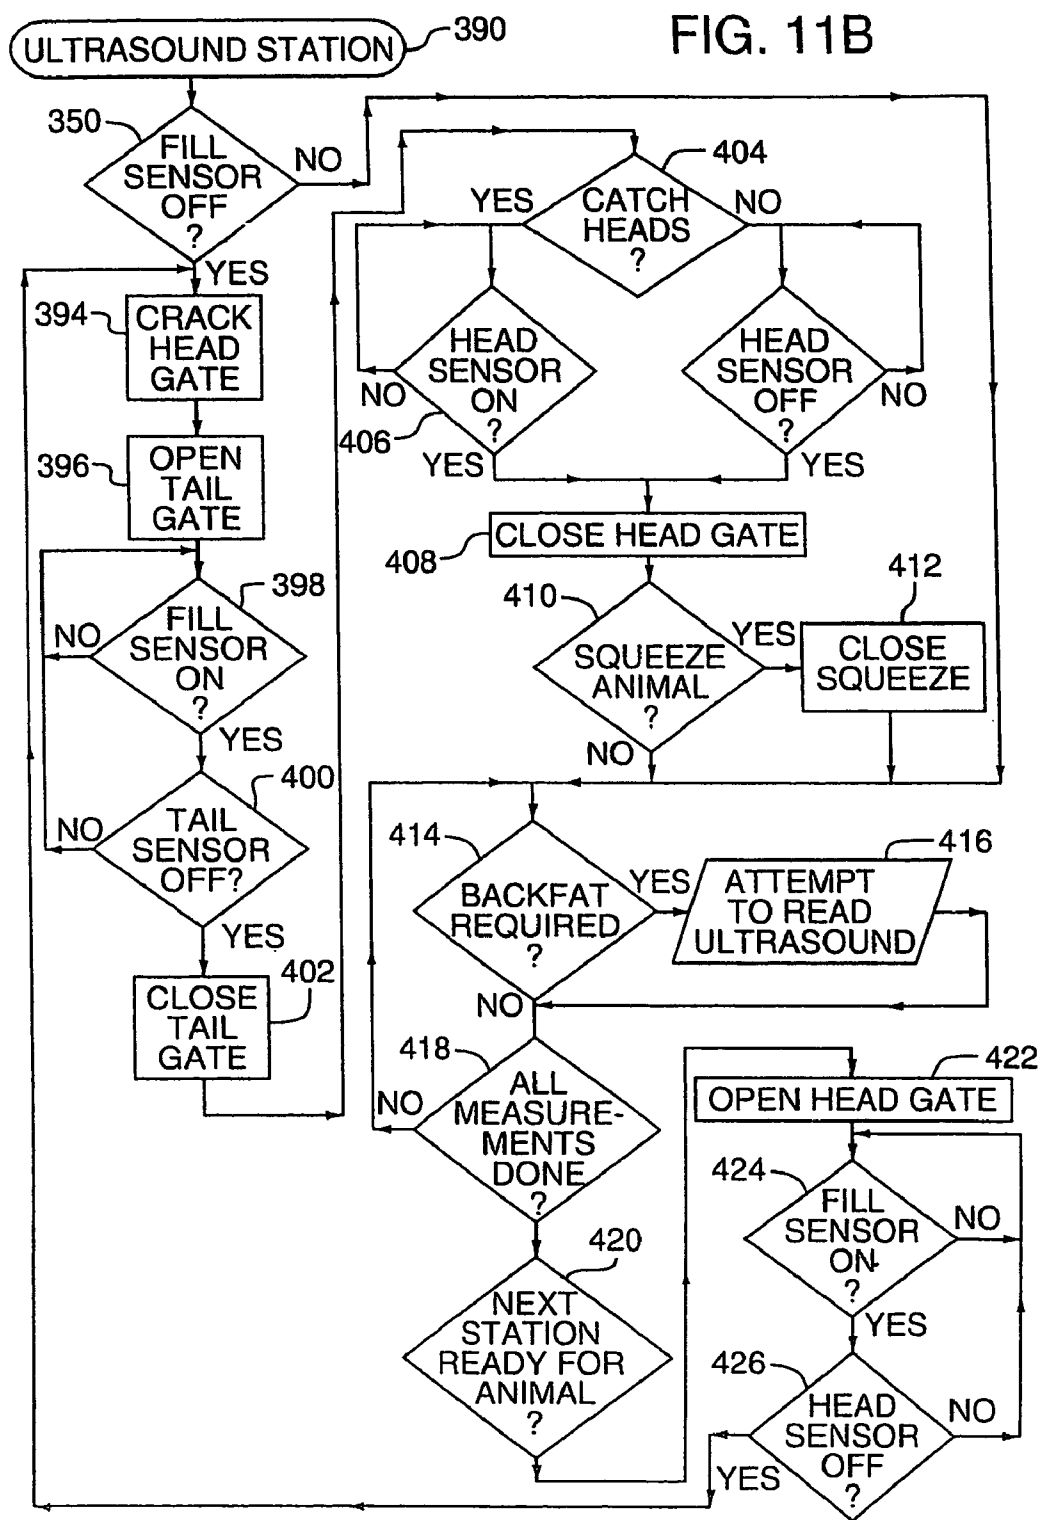 FIG. 11B
ULTRASOUND STATION
390
350
FILL
SENSOR
OFF
?
NO
YES
394
CRACK
HEAD
GATE
396
OPEN
TAIL
GATE
398
FILL
SENSOR
ON
?
NO
YES
400
TAIL
SENSOR
OFF?
NO
YES
402
CLOSE
TAIL
GATE
404
CATCH
HEADS
?
YES
NO
HEAD
SENSOR
ON
?
NO
406
YES
HEAD
SENSOR
OFF
?
NO
YES
CLOSE HEAD GATE
408
410
SQUEEZE
ANIMAL
?
YES
NO
412
CLOSE
SQUEEZE
414
BACKFAT
REQUIRED
?
YES
NO
416
ATTEMPT
TO READ
ULTRASOUND
418
ALL
MEASURE-
MENTS
DONE
?
NO
420
NEXT
STATION
READY FOR
ANIMAL
?
422
OPEN HEAD GATE
424
FILL
SENSOR
ON
?
NO
YES
426
HEAD
SENSOR
OFF
?
NO
YES